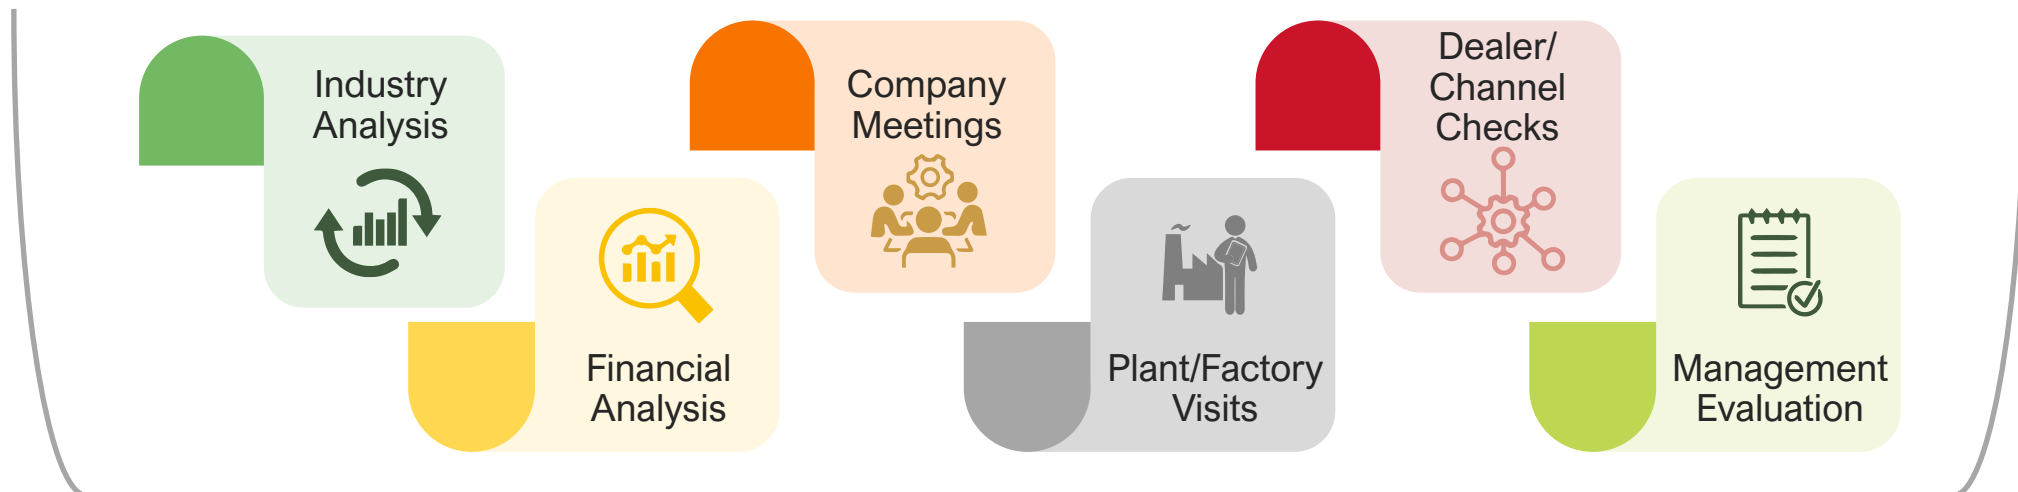 Industry
Analysis
Financial
Analysis
Company
Meetings
Plant/Factory
Visits
Dealer/
Channel
Checks
Management
Evaluation